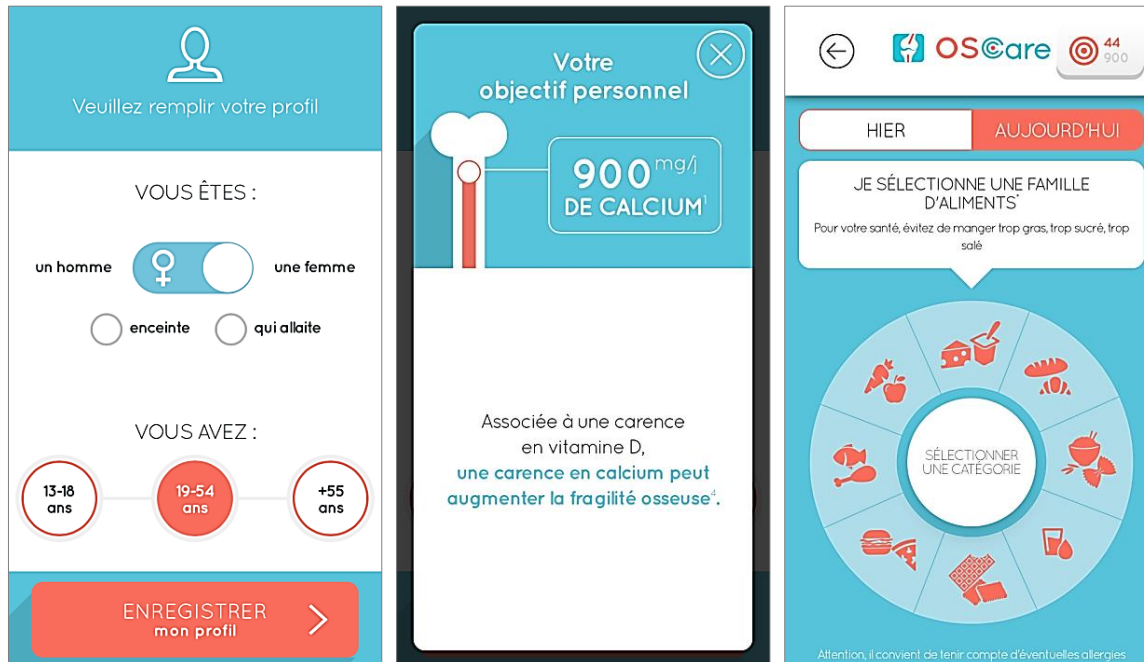 Veuillez remplir votre profil
VOUS ÊTES :
un homme
une femme
enceinte
qui allaite
VOUS AVEZ :
13-18
ans
19-54
ans
+55
ans
ENREGISTRER
mon profil
Votre
objectif personnel
900 mg/j
DE CALCIUM¹
Associée à une carence
en vitamine D,
une carence en calcium peut
augmenter la fragilité osseuse⁴.
OSCare
44
900
HIER
AUJOURD'HUI
JE SÉLECTIONNE UNE FAMILLE
D'ALIMENTS*
Pour votre santé, évitez de manger trop gras, trop sucré, trop
salé
SÉLECTIONNER
UNE CATÉGORIE
Attention, il convient de tenir compte d'éventuelles allergies